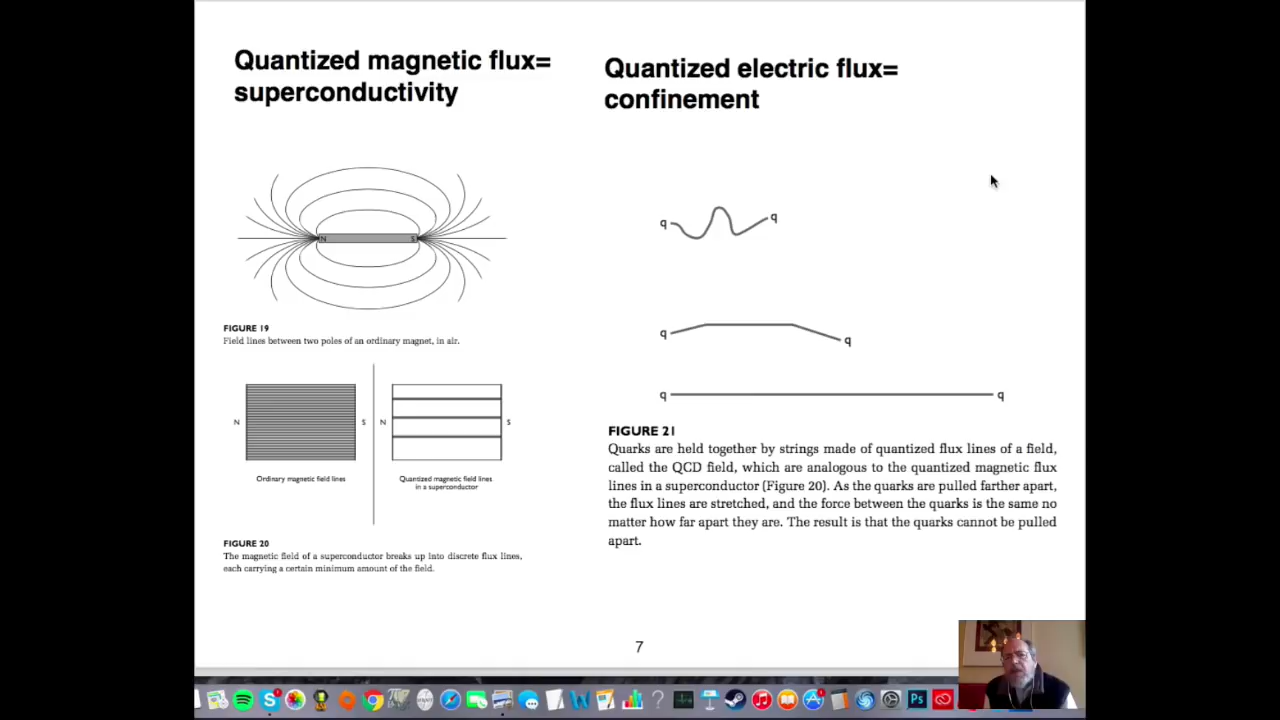 Quantized magnetic flux=
superconductivity
N S
FIGURE 19
Field lines between two poles of an ordinary magnet, in air.
N S N S
Ordinary magnetic field lines
Quantized magnetic field lines
in a superconductor
FIGURE 20
The magnetic field of a superconductor breaks up into discrete flux lines,
each carrying a certain minimum amount of the field.
Quantized electric flux=
confinement
q q
q q
q q
FIGURE 21
Quarks are held together by strings made of quantized flux lines of a field,
called the QCD field, which are analogous to the quantized magnetic flux
lines in a superconductor (Figure 20). As the quarks are pulled farther apart,
the flux lines are stretched, and the force between the quarks is the same no
matter how far apart they are. The result is that the quarks cannot be pulled
apart.
7
Ps